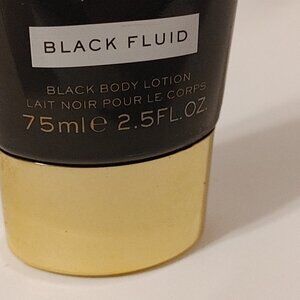 BLACK FLUID
BLACK BODY LOTION
LAIT NOIR POUR LE CORPS
75ml e 2.5FL.OZ.